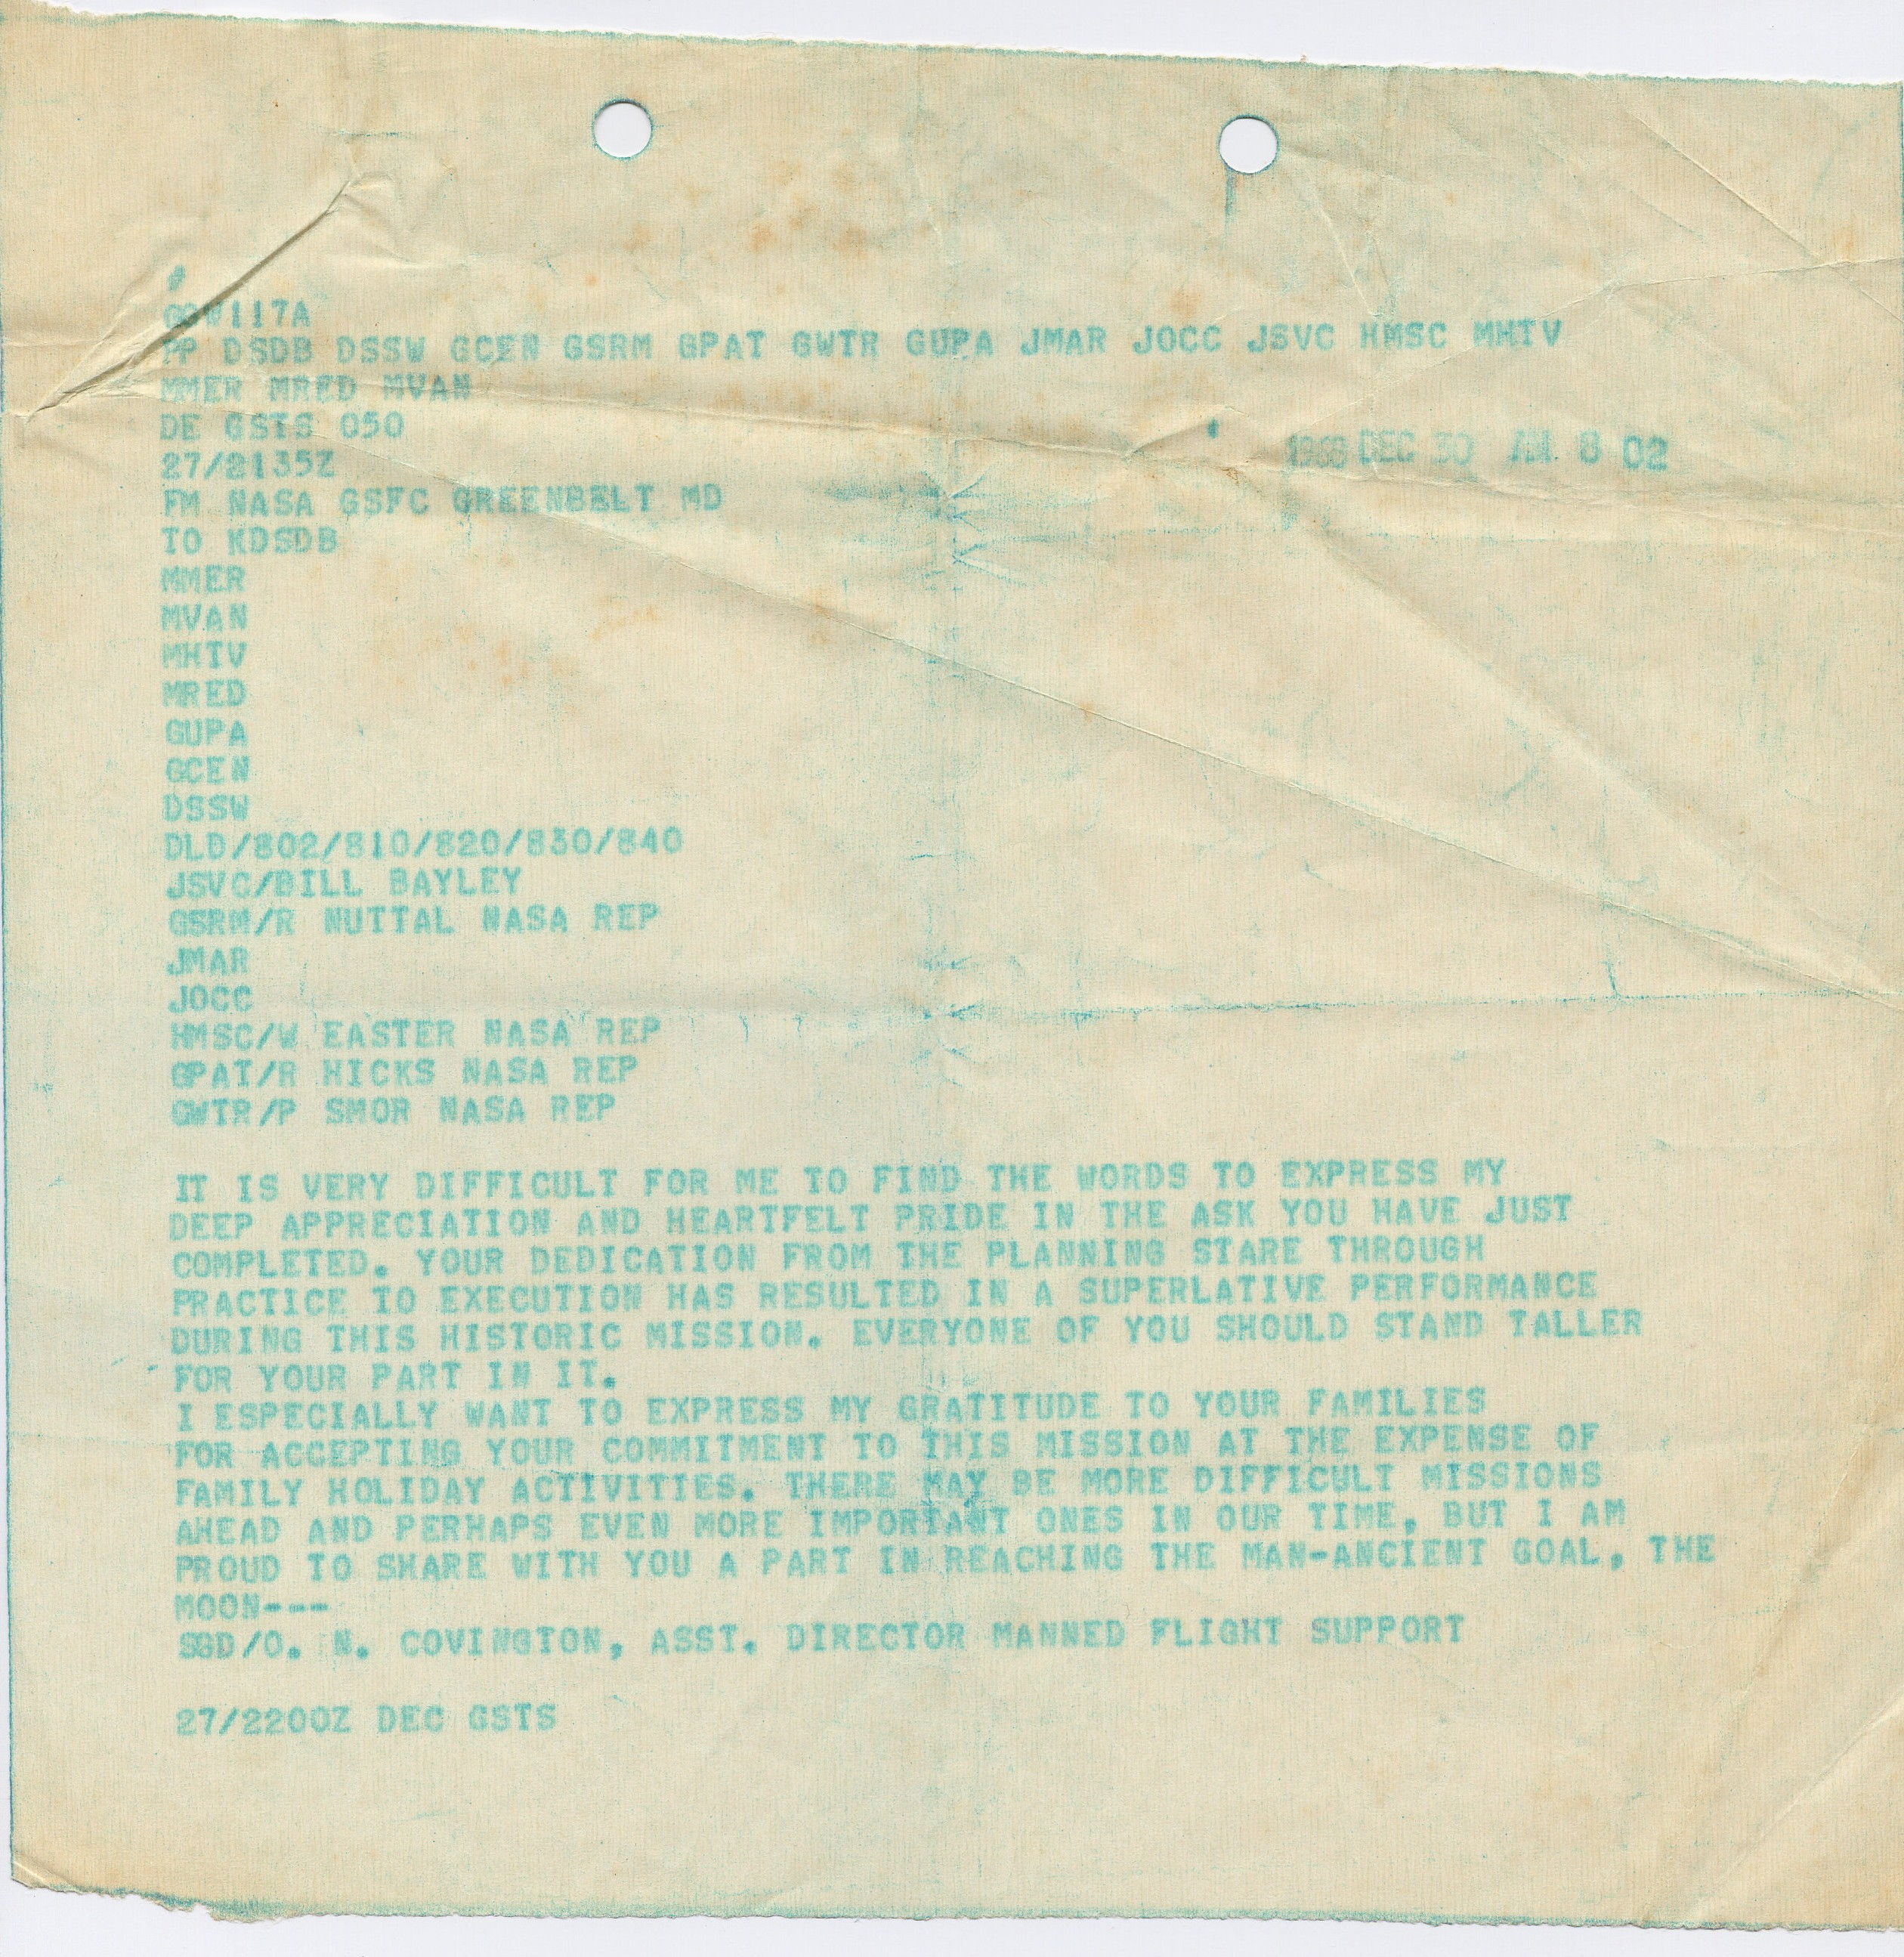 #
GSW117A
PP DSDB DSSW GCEN GSRM GPAT GWTR GUPA JMAR JOCC JSVC HMSC MHTV
MMER MRED MVAN
DE GSTS 050
1968 DEC 30 AM 8 02
27/2135Z
FM NASA GSFC GREENBELT MD
TO KDSDB
MMER
MVAN
MHTV
MRED
GUPA
GCEN
DSSW
DLD/802/810/820/830/840
JSVC/BILL BAYLEY
GSRM/R NUTTAL NASA REP
JMAR
JOCC
HMSC/W EASTER NASA REP
GPAT/R HICKS NASA REP
GWTR/P SMOR NASA REP
IT IS VERY DIFFICULT FOR ME TO FIND THE WORDS TO EXPRESS MY
DEEP APPRECIATION AND HEARTFELT PRIDE IN THE ASK YOU HAVE JUST
COMPLETED. YOUR DEDICATION FROM THE PLANNING STARE THROUGH
PRACTICE TO EXECUTION HAS RESULTED IN A SUPERLATIVE PERFORMANCE
DURING THIS HISTORIC MISSION. EVERYONE OF YOU SHOULD STAND TALLER
FOR YOUR PART IN IT.
I ESPECIALLY WANT TO EXPRESS MY GRATITUDE TO YOUR FAMILIES
FOR ACCEPTING YOUR COMMITMENT TO THIS MISSION AT THE EXPENSE OF
FAMILY HOLIDAY ACTIVITIES. THERE MAY BE MORE DIFFICULT MISSIONS
AHEAD AND PERHAPS EVEN MORE IMPORTANT ONES IN OUR TIME, BUT I AM
PROUD TO SHARE WITH YOU A PART IN REACHING THE MAN-ANCIENT GOAL, THE
MOON---
SGD/O. N. COVINGTON, ASST. DIRECTOR MANNED FLIGHT SUPPORT
27/2200Z DEC GSTS